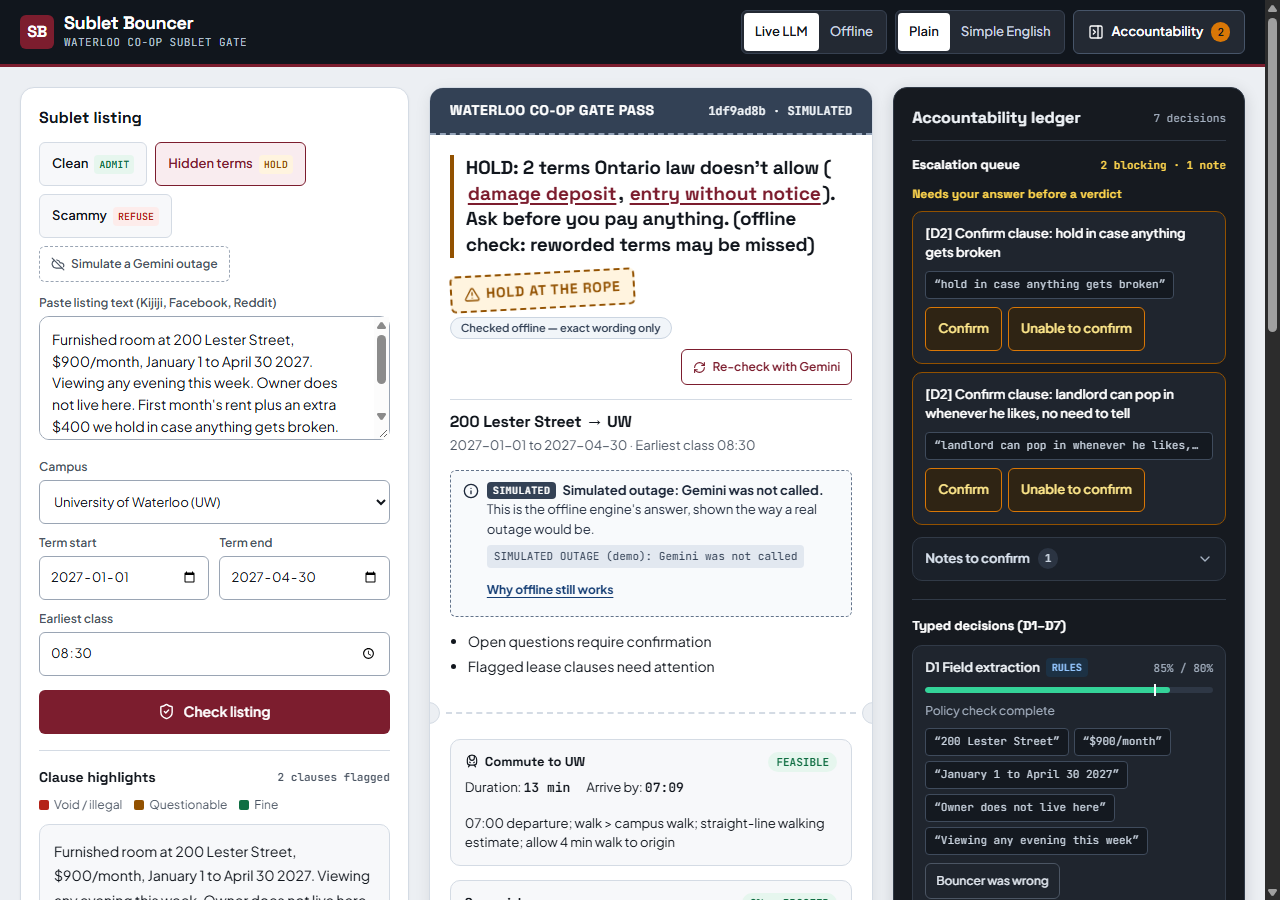 SB
Sublet Bouncer
WATERLOO CO-OP SUBLET GATE
Live LLM
Offline
Plain
Simple English
Accountability 2
Sublet listing
Clean ADMIT
Hidden terms HOLD
Scammy REFUSE
Simulate a Gemini outage
Paste listing text (Kijiji, Facebook, Reddit)
Furnished room at 200 Lester Street,
$900/month, January 1 to April 30 2027.
Viewing any evening this week. Owner does
not live here. First month's rent plus an extra
$400 we hold in case anything gets broken.
Campus
University of Waterloo (UW)
Term start
Term end
2027-01-01
2027-04-30
Earliest class
08:30
Check listing
Clause highlights
2 clauses flagged
Void / illegal
Questionable
Fine
Furnished room at 200 Lester Street,
$900/month, January 1 to April 30 2027. Viewing
any evening this week. Owner does not live here.
WATERLOO CO-OP GATE PASS
1df9ad8b · SIMULATED
HOLD: 2 terms Ontario law doesn't allow (
damage deposit, entry without notice).
Ask before you pay anything. (offline
check: reworded terms may be missed)
HOLD AT THE ROPE
Checked offline — exact wording only
Re-check with Gemini
200 Lester Street → UW
2027-01-01 to 2027-04-30 · Earliest class 08:30
SIMULATED Simulated outage: Gemini was not called.
This is the offline engine's answer, shown the way a real
outage would be.
SIMULATED OUTAGE (demo): Gemini was not called
Why offline still works
• Open questions require confirmation
• Flagged lease clauses need attention
Commute to UW
FEASIBLE
Duration: 13 min Arrive by: 07:09
07:00 departure; walk > campus walk; straight-line walking
estimate; allow 4 min walk to origin
Accountability ledger
7 decisions
Escalation queue
2 blocking · 1 note
Needs your answer before a verdict
[D2] Confirm clause: hold in case anything
gets broken
“hold in case anything gets broken”
Confirm
Unable to confirm
[D2] Confirm clause: landlord can pop in
whenever he likes, no need to tell
“landlord can pop in whenever he likes,…
Confirm
Unable to confirm
Notes to confirm 1
Typed decisions (D1–D7)
D1 Field extraction RULES
85% / 80%
Policy check complete
“200 Lester Street”
“$900/month”
“January 1 to April 30 2027”
“Owner does not live here”
“Viewing any evening this week”
Bouncer was wrong